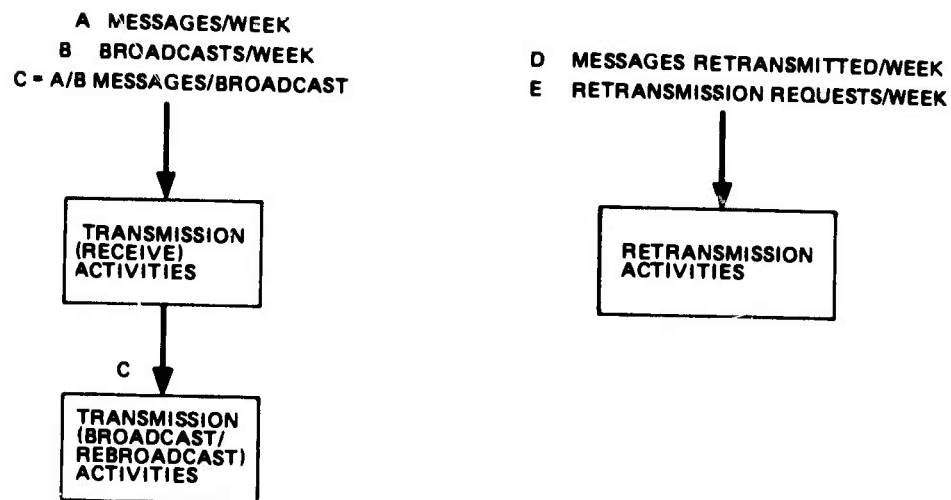 A MESSAGES/WEEK
B BROADCASTS/WEEK
C = A/B MESSAGES/BROADCAST
D MESSAGES RETRANSMITTED/WEEK
E RETRANSMISSION REQUESTS/WEEK
TRANSMISSION
(RECEIVE)
ACTIVITIES
RETRANSMISSION
ACTIVITIES
C
TRANSMISSION
(BROADCAST/
REBROADCAST)
ACTIVITIES